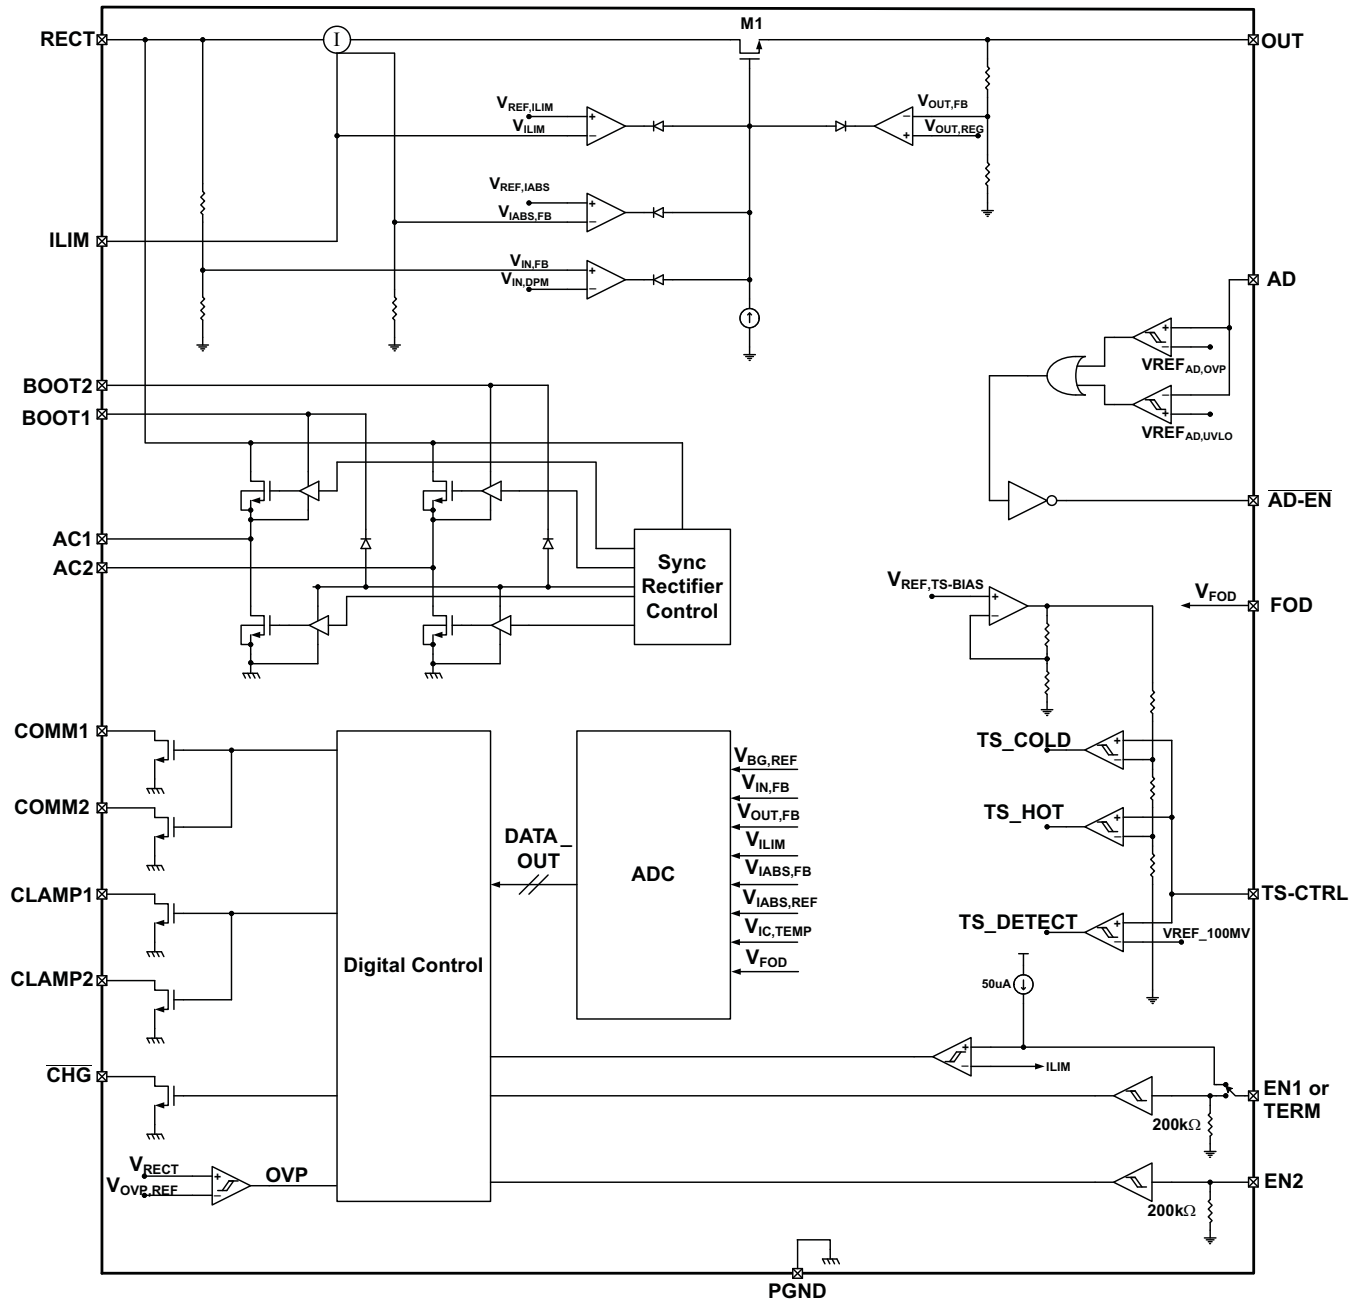 M1
RECT
I
OUT
VREF,ILIM
+
VILIM
−
VOUT,FB
−
VOUT,REG
+
VREF,IABS
+
VIABS,FB
−
ILIM
VIN,FB
+
VIN,DPM
−
AD
+
−
VREFAD,OVP
−
+
VREFAD,UVLO
BOOT2
BOOT1
AD-EN
AC1
AC2
Sync
Rectifier
Control
VREF,TS-BIAS
+
−
VFOD
FOD
COMM1
COMM2
CLAMP1
CLAMP2
CHG
Digital Control
DATA_
OUT
ADC
VBG,REF
VIN,FB
VOUT,FB
VILIM
VIABS,FB
VIABS,REF
VIC,TEMP
VFOD
TS_COLD
+
−
TS_HOT
+
−
TS-CTRL
TS_DETECT
+
−
VREF_100MV
50uA
+
−
ILIM
EN1 or
TERM
200kΩ
VRECT
+
VOVP,REF
−
OVP
EN2
200kΩ
PGND